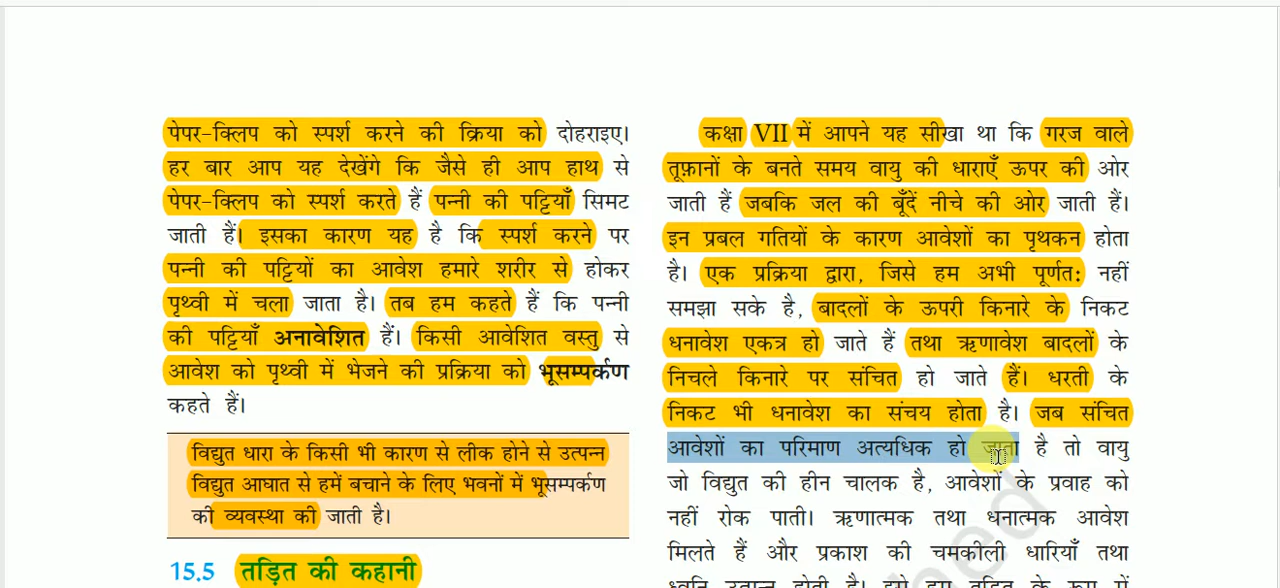 पेपर-क्लिप को स्पर्श करने की क्रिया को दोहराइए।
हर बार आप यह देखेंगे कि जैसे ही आप हाथ से
पेपर-क्लिप को स्पर्श करते हैं पन्नी की पट्टियाँ सिमट
जाती हैं। इसका कारण यह है कि स्पर्श करने पर
पन्नी की पट्टियों का आवेश हमारे शरीर से होकर
पृथ्वी में चला जाता है। तब हम कहते हैं कि पन्नी
की पट्टियाँ अनावेशित हैं। किसी आवेशित वस्तु से
आवेश को पृथ्वी में भेजने की प्रक्रिया को भूसम्पर्कण
कहते हैं।
विद्युत धारा के किसी भी कारण से लीक होने से उत्पन्न
विद्युत आघात से हमें बचाने के लिए भवनों में भूसम्पर्कण
की व्यवस्था की जाती है।
15.5 तड़ित की कहानी
कक्षा VII में आपने यह सीखा था कि गरज वाले
तूफ़ानों के बनते समय वायु की धाराएँ ऊपर की ओर
जाती हैं जबकि जल की बूँदें नीचे की ओर जाती हैं।
इन प्रबल गतियों के कारण आवेशों का पृथकन होता
है। एक प्रक्रिया द्वारा, जिसे हम अभी पूर्णतः नहीं
समझा सके है, बादलों के ऊपरी किनारे के निकट
धनावेश एकत्र हो जाते हैं तथा ऋणावेश बादलों के
निचले किनारे पर संचित हो जाते हैं। धरती के
निकट भी धनावेश का संचय होता है। जब संचित
आवेशों का परिमाण अत्यधिक हो जाता है तो वायु
जो विद्युत की हीन चालक है, आवेशों के प्रवाह को
नहीं रोक पाती। ऋणात्मक तथा धनात्मक आवेश
मिलते हैं और प्रकाश की चमकीली धारियाँ तथा
ध्वनि उत्पन्न होती है। इसे हम तड़ित के रूप में